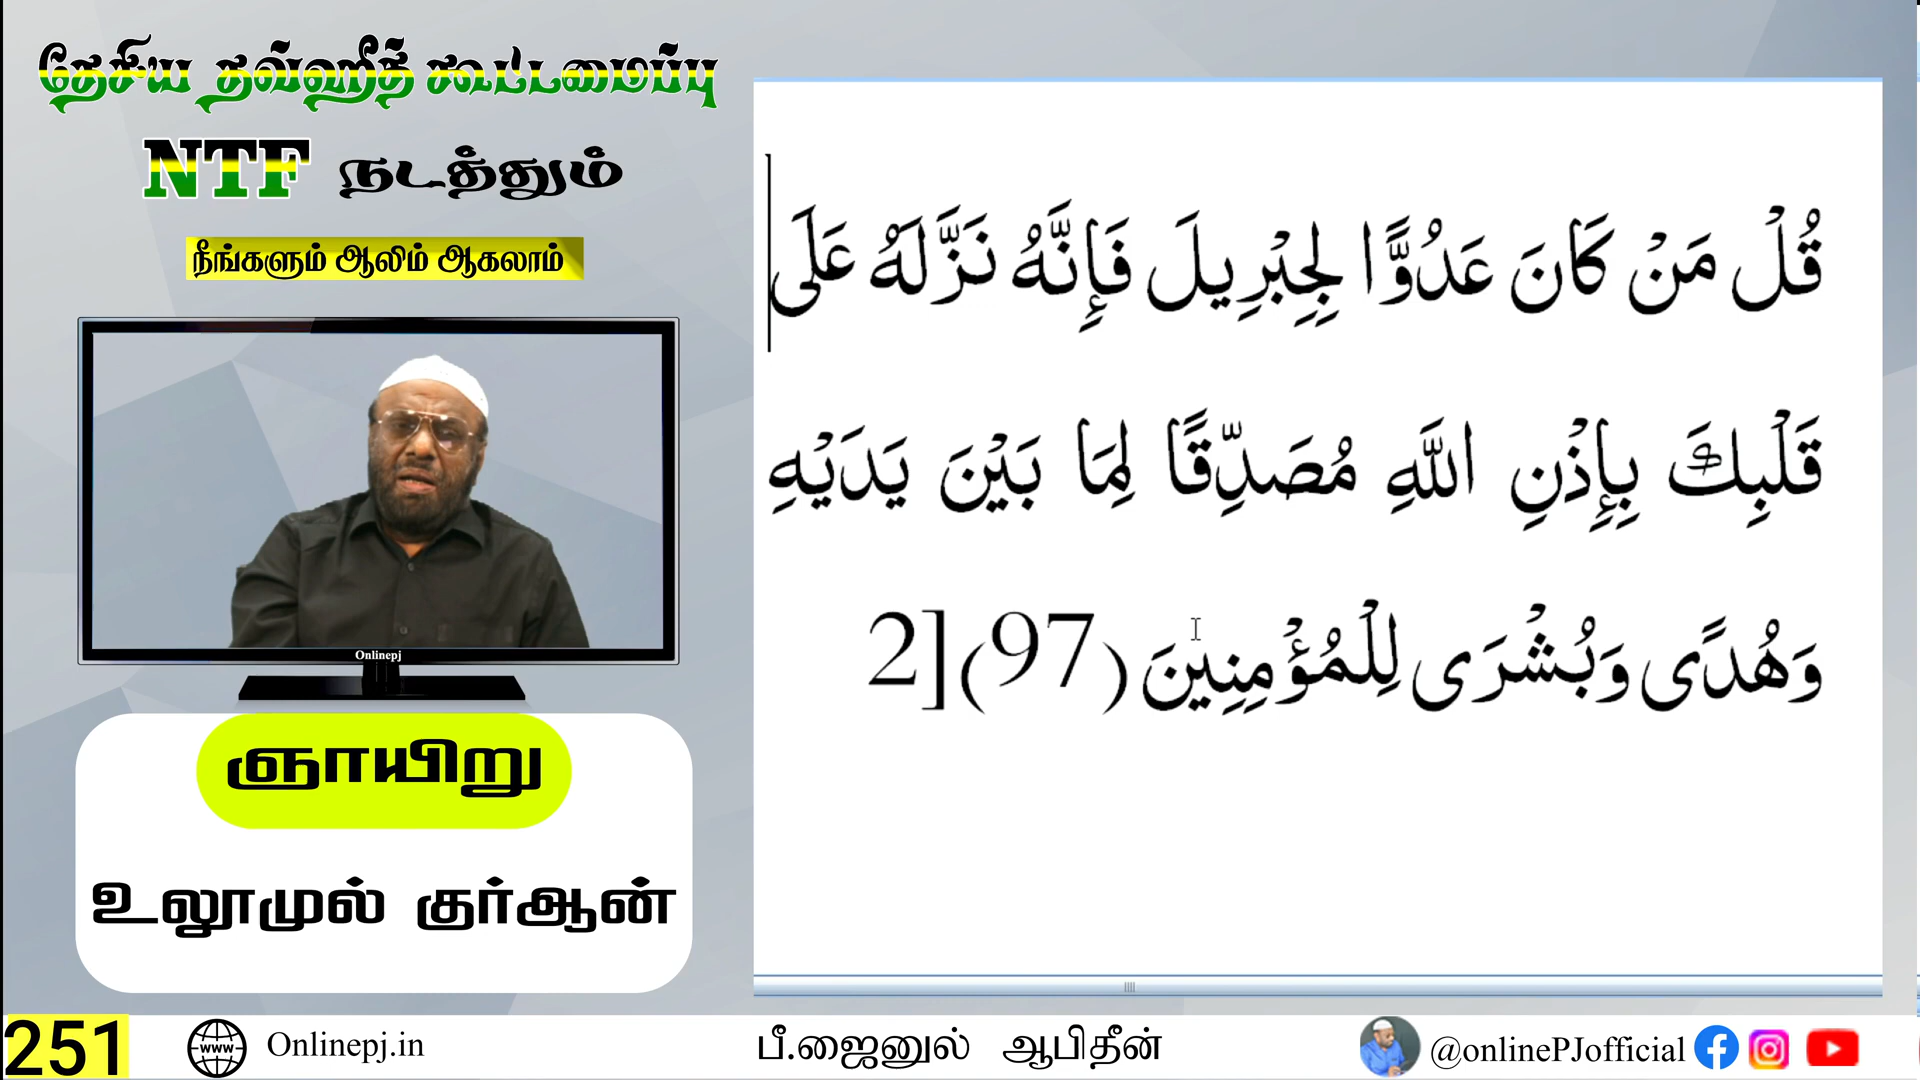 தேசிய தவ்ஹீத் கூட்டமைப்பு
NTF நடத்தும்
நீங்களும் ஆலிம் ஆகலாம்
Onlinepj
ஞாயிறு
உலூமுல் குர்ஆன்
قُلْ مَنْ كَانَ عَدُوًّا لِجِبْرِيلَ فَإِنَّهُ نَزَّلَهُ عَلَى
قَلْبِكَ بِإِذْنِ اللَّهِ مُصَدِّقًا لِمَا بَيْنَ يَدَيْهِ
وَهُدًى وَبُشْرَى لِلْمُؤْمِنِينَ (97) [2
251
www
Onlinepj.in
பீ.ஜைனுல் ஆபிதீன்
@onlinePJofficial